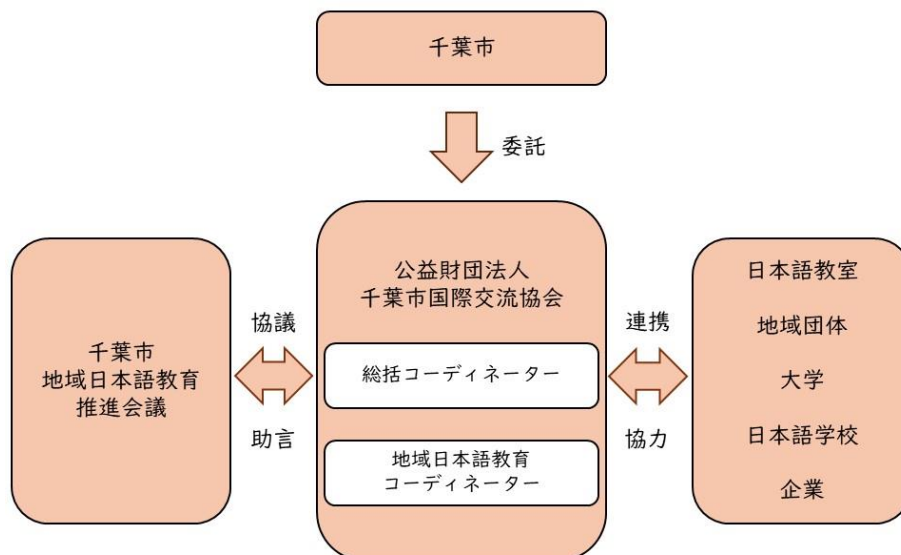 千葉市
委託
公益財団法人
千葉市国際交流協会
総括コーディネーター
地域日本語教育
コーディネーター
協議
助言
千葉市
地域日本語教育
推進会議
連携
協力
日本語教室
地域団体
大学
日本語学校
企業